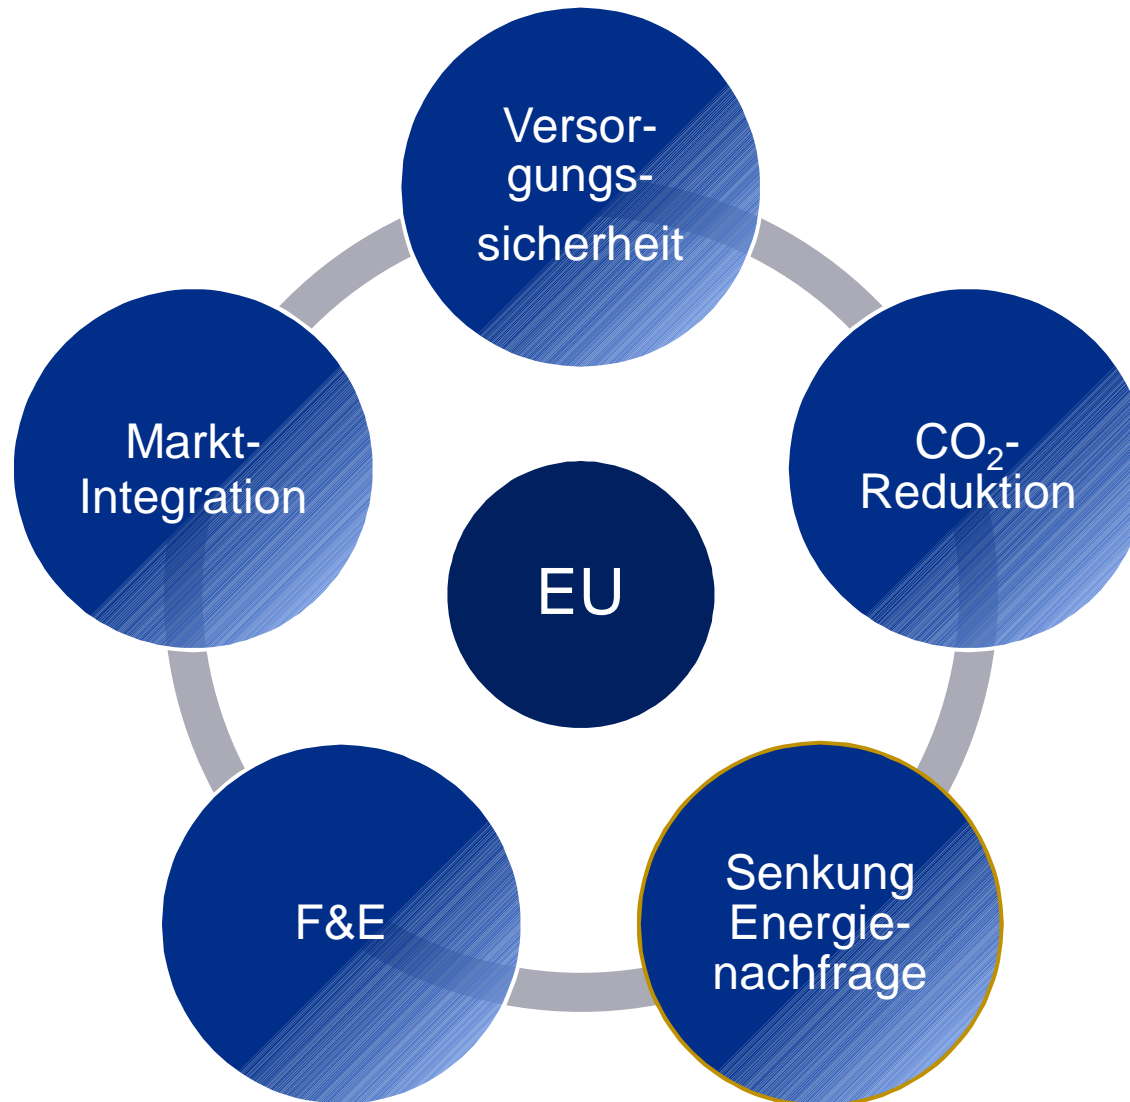 Versor-
gungs-
sicherheit
CO₂-
Reduktion
Senkung
Energie-
nachfrage
F&E
Markt-
Integration
EU